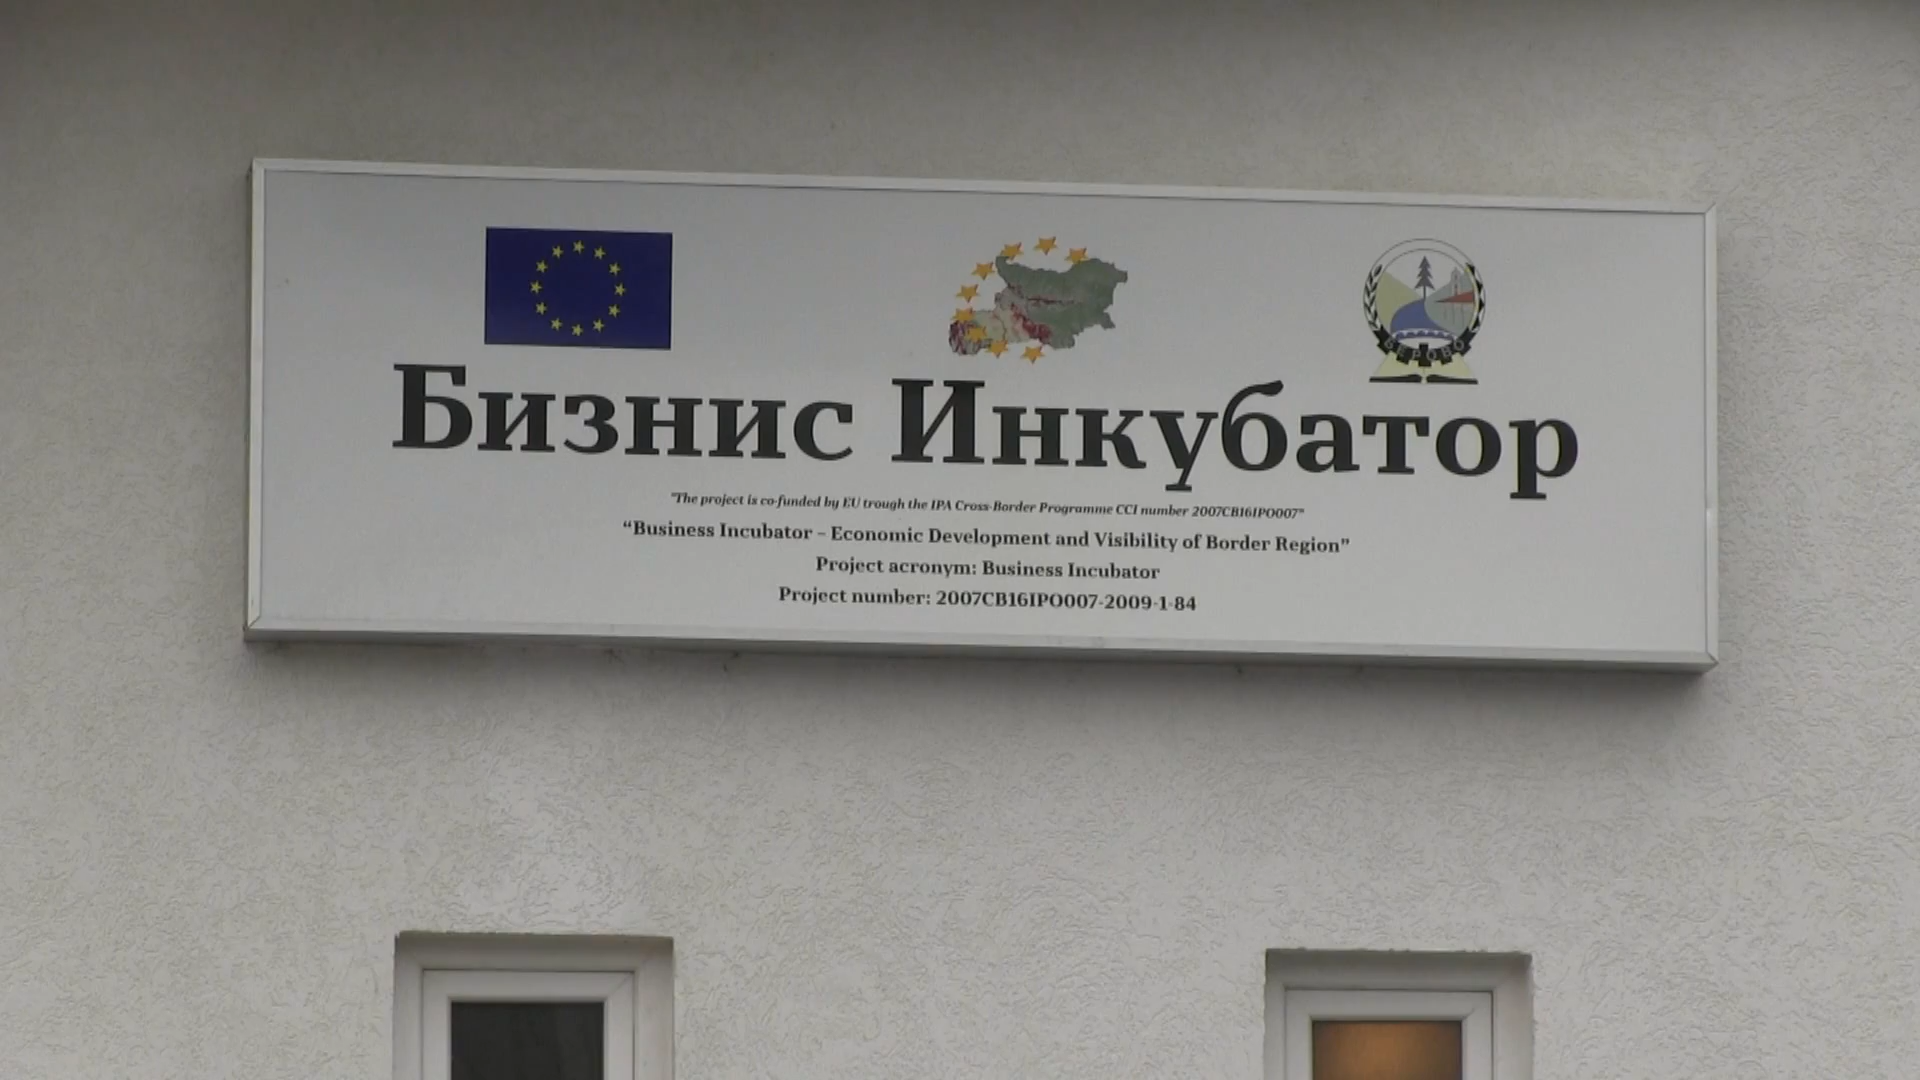 БЕРОВО
Бизнис Инкубатор
"The project is co-funded by EU trough the IPA Cross-Border Programme CCI number 2007CB16IPO007"
“Business Incubator – Economic Development and Visibility of Border Region”
Project acronym: Business Incubator
Project number: 2007CB16IPO007-2009-1-84